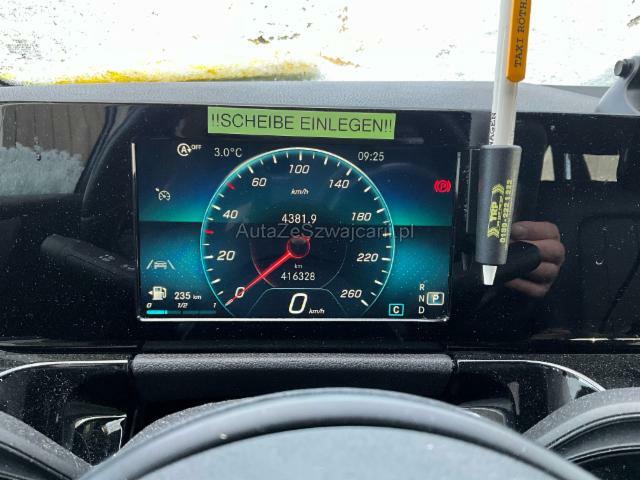 TAXI ROTH
!!SCHEIBE EINLEGEN!!
A OFF
3.0°C
09:25
100
60
140
km/h
40
4381.9
180
AutaZeSzwajcarii.pl
20
km
220
416328
235 km
0
260
0 1/2 1
0 km/h
C
R
N
D
P
TYP